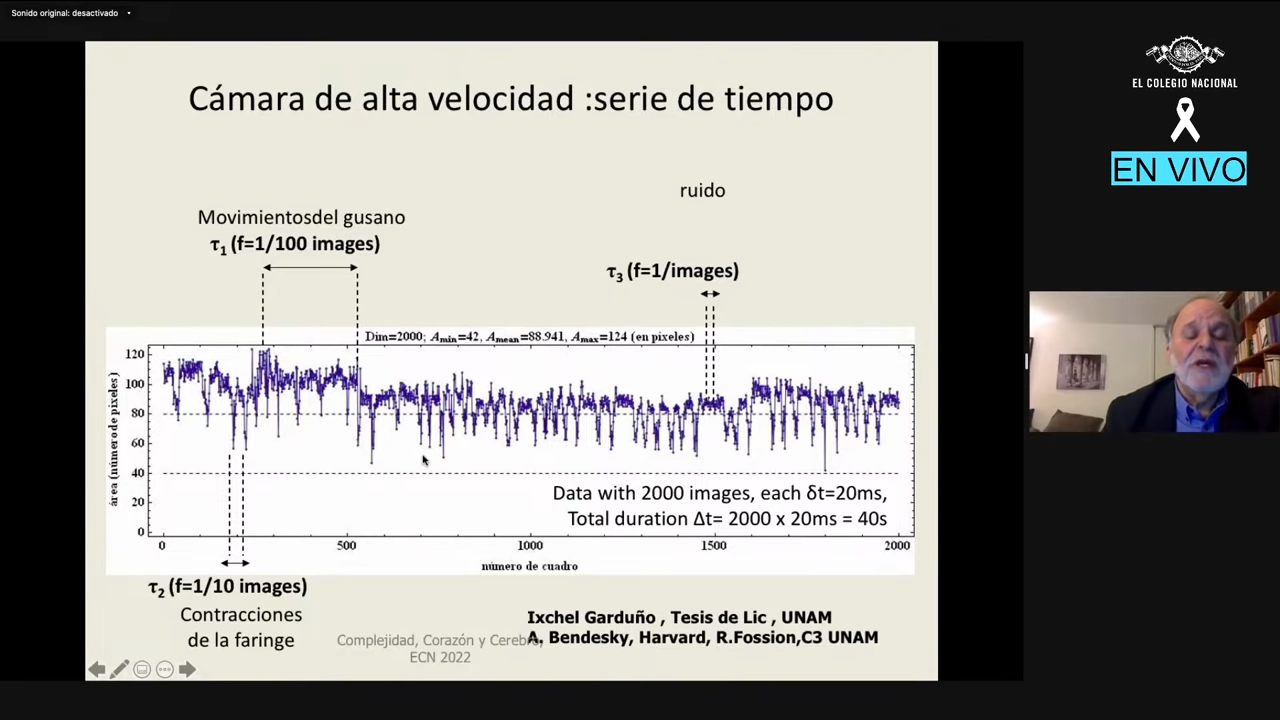 Sonido original: desactivado
EL COLEGIO NACIONAL
EN VIVO
Cámara de alta velocidad :serie de tiempo
ruido
Movimientosdel gusano
τ1 (f=1/100 images)
τ3 (f=1/images)
Dim=2000; Amin=42, Amean=88.941, Amax=124 (en pixeles)
área (número de pixeles)
120
100
80
60
40
20
0
Data with 2000 images, each δt=20ms,
Total duration Δt= 2000 x 20ms = 40s
0 500 1000 1500 2000
número de cuadro
τ2 (f=1/10 images)
Contracciones
de la faringe
Ixchel Garduño , Tesis de Lic , UNAM
A. Bendesky, Harvard, R.Fossion,C3 UNAM
Complejidad, Corazón y Cerebro,
ECN 2022